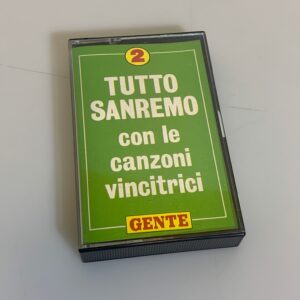 2
TUTTO
SANREMO
con le
canzoni
vincitrici
GENTE